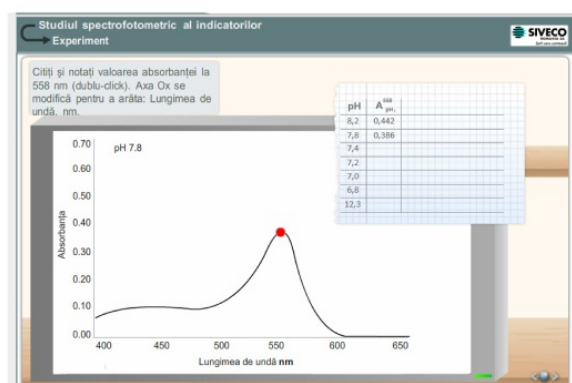 Studiul spectrofotometric al indicatorilor
Experiment
SIVECO
Citiți și notați valoarea absorbanței la
558 nm (dublu-click). Axa Ox se
modifică pentru a arăta: Lungimea de
undă, nm.
pH A 558 pHi
8,2 0,442
7,8 0,386
7,4
7,2
7,0
6,8
12,3
pH 7.8
Absorbanța
0.70
0.60
0.50
0.40
0.30
0.20
0.10
0.00
400 450 500 550 600 650
Lungimea de undă nm